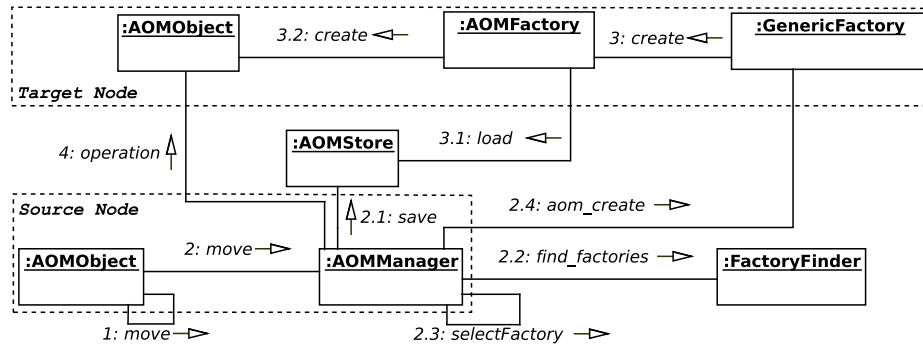 :AOMObject
3.2: create
:AOMFactory
3: create
:GenericFactory
Target Node
4: operation
:AOMStore
3.1: load
Source Node
2.1: save
2.4: aom_create
:AOMObject
2: move
:AOMManager
2.2: find_factories
:FactoryFinder
1: move
2.3: selectFactory